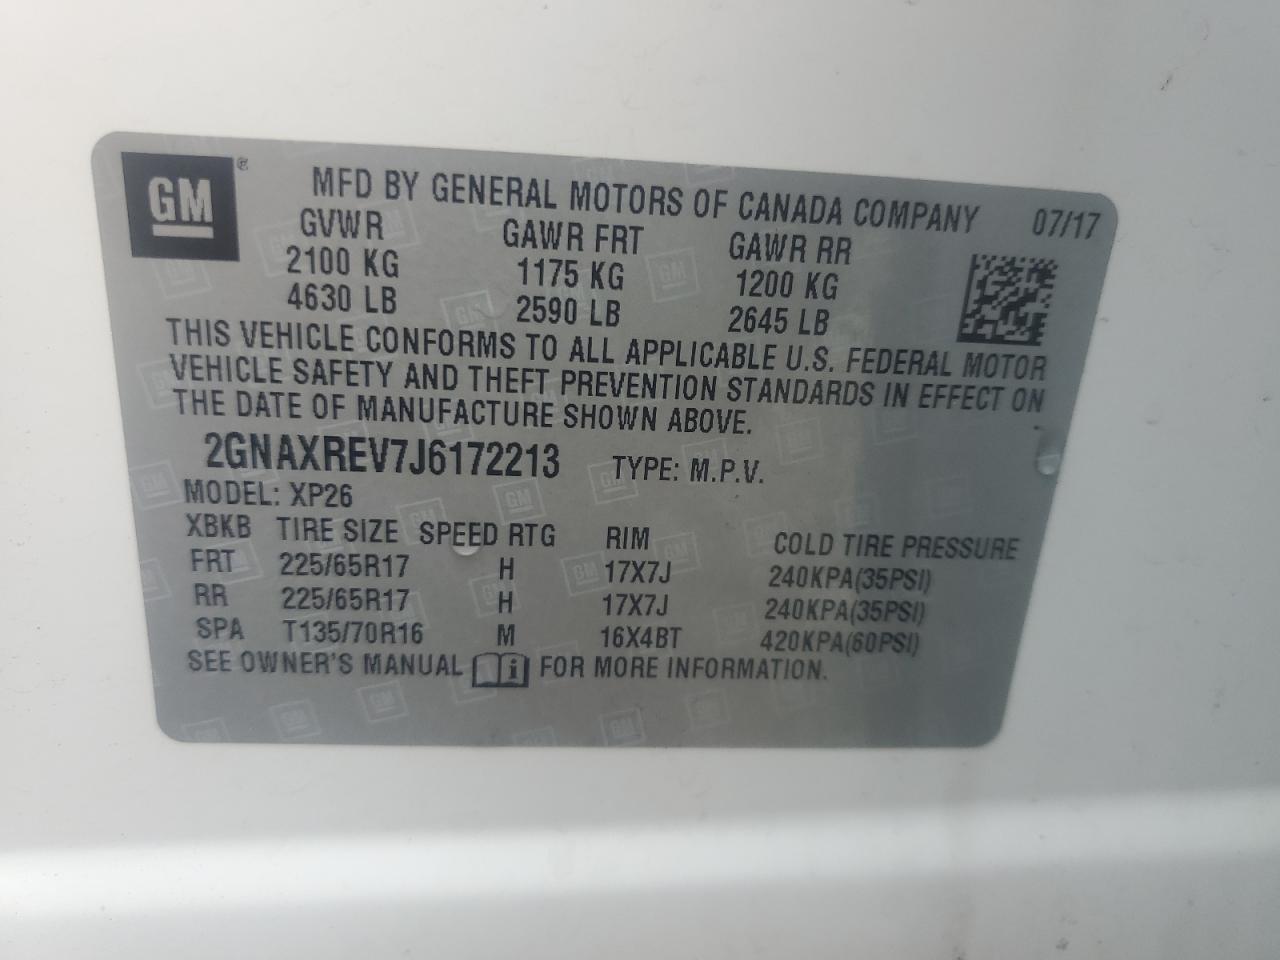 GM ®
MFD BY GENERAL MOTORS OF CANADA COMPANY 07/17
GVWR GAWR FRT GAWR RR
2100 KG 1175 KG 1200 KG
4630 LB 2590 LB 2645 LB
THIS VEHICLE CONFORMS TO ALL APPLICABLE U.S. FEDERAL MOTOR
VEHICLE SAFETY AND THEFT PREVENTION STANDARDS IN EFFECT ON
THE DATE OF MANUFACTURE SHOWN ABOVE.
2GNAXREV7J6172213 TYPE: M.P.V.
MODEL: XP26
XBKB TIRE SIZE SPEED RTG RIM COLD TIRE PRESSURE
FRT 225/65R17 H 17X7J 240KPA(35PSI)
RR 225/65R17 H 17X7J 240KPA(35PSI)
SPA T135/70R16 M 16X4BT 420KPA(60PSI)
SEE OWNER'S MANUAL i FOR MORE INFORMATION.